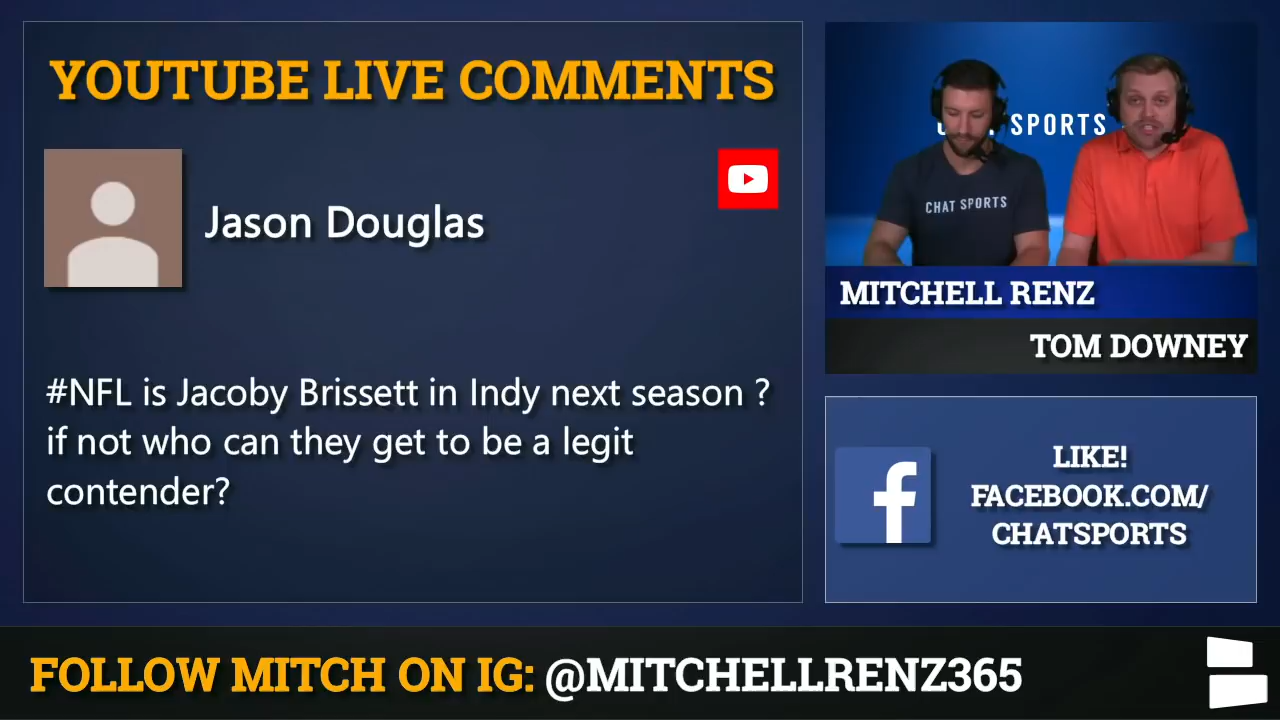 YOUTUBE LIVE COMMENTS
Jason Douglas
#NFL is Jacoby Brissett in Indy next season ?
if not who can they get to be a legit
contender?
SPORTS
CHAT SPORTS
MITCHELL RENZ
TOM DOWNEY
LIKE!
FACEBOOK.COM/
CHATSPORTS
FOLLOW MITCH ON IG: @MITCHELLRENZ365